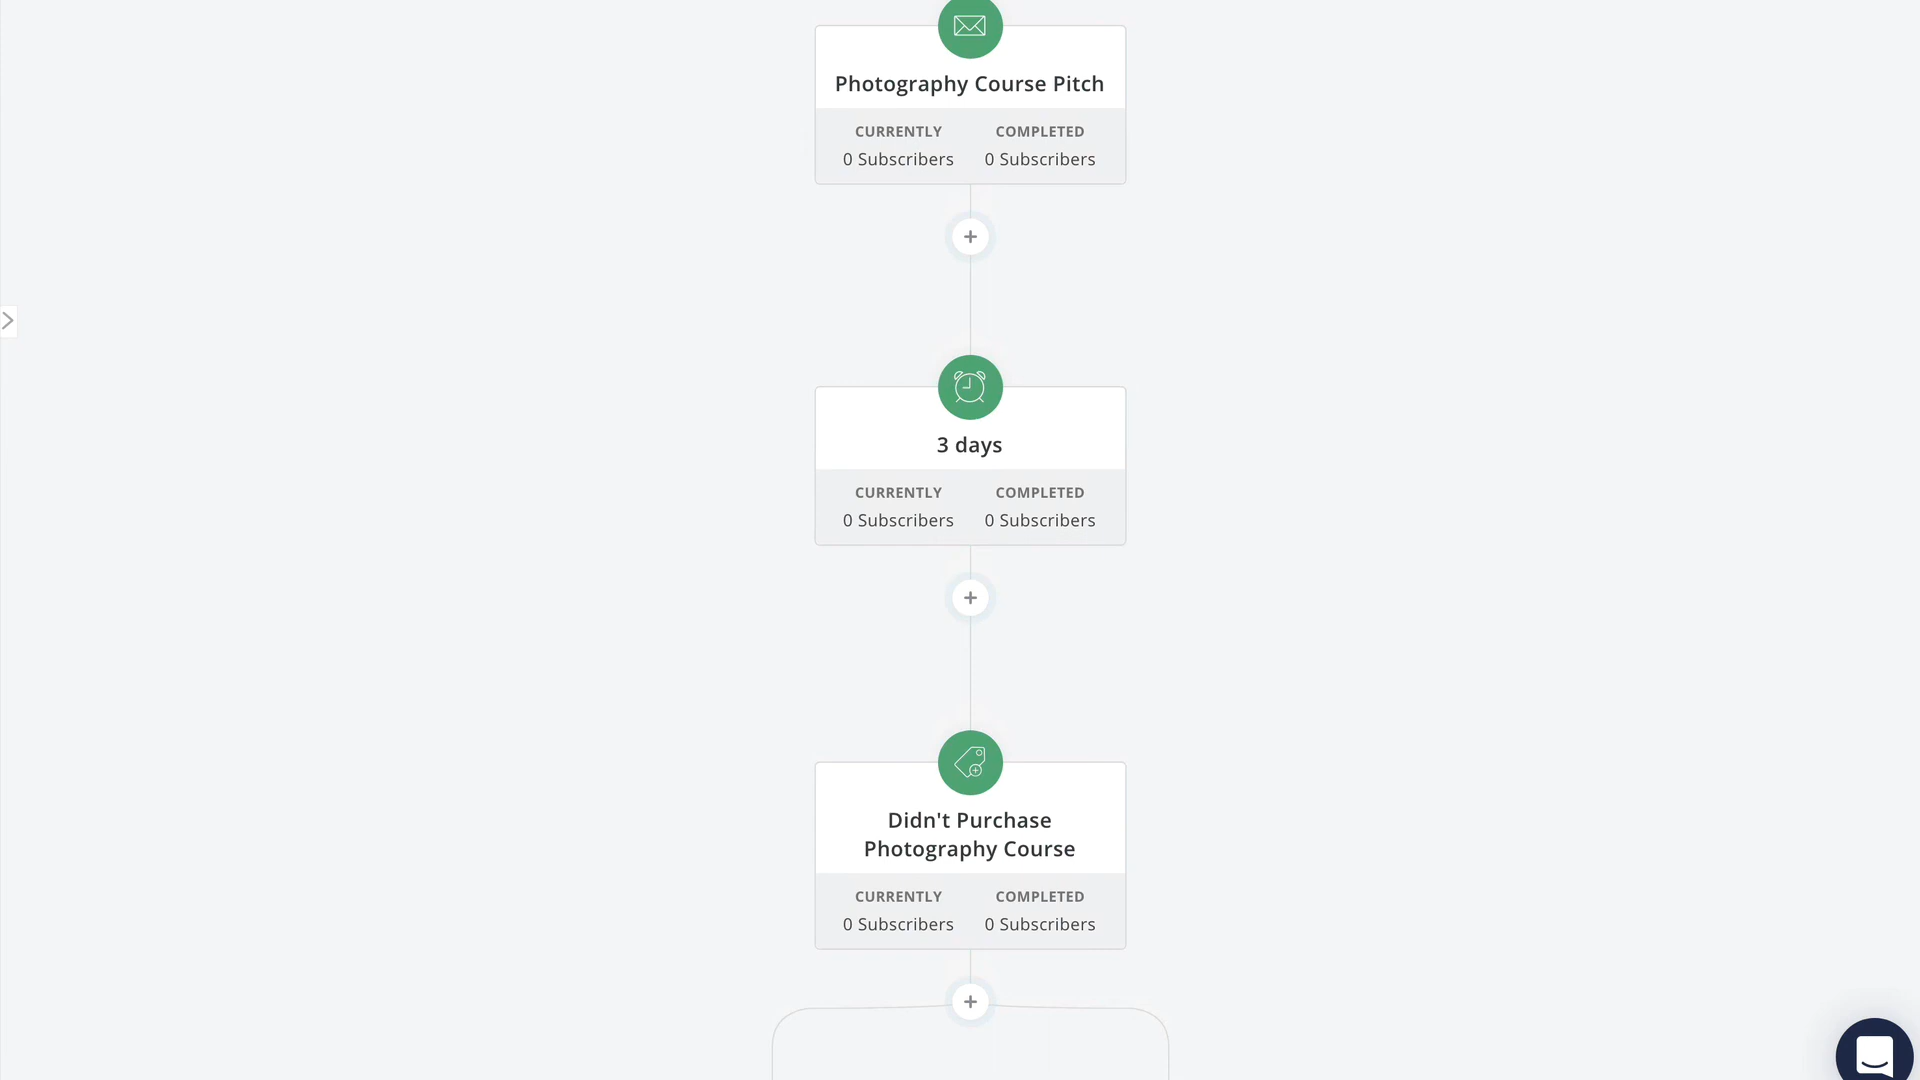 Photography Course Pitch
CURRENTLY COMPLETED
0 Subscribers 0 Subscribers
3 days
CURRENTLY COMPLETED
0 Subscribers 0 Subscribers
Didn't Purchase
Photography Course
CURRENTLY COMPLETED
0 Subscribers 0 Subscribers